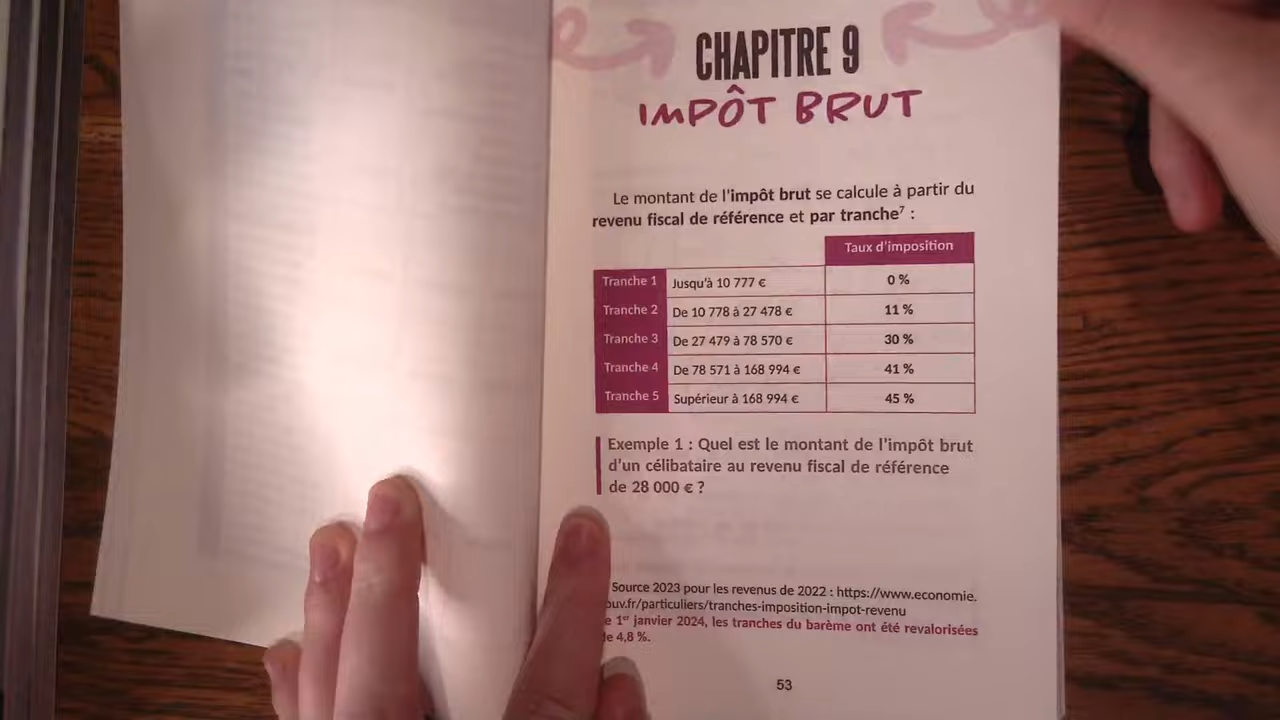 CHAPITRE 9
IMPÔT BRUT
Le montant de l'impôt brut se calcule à partir du
revenu fiscal de référence et par tranche⁷ :
Taux d'imposition
Tranche 1 Jusqu'à 10 777 € 0 %
Tranche 2 De 10 778 à 27 478 € 11 %
Tranche 3 De 27 479 à 78 570 € 30 %
Tranche 4 De 78 571 à 168 994 € 41 %
Tranche 5 Supérieur à 168 994 € 45 %
Exemple 1 : Quel est le montant de l'impôt brut
d'un célibataire au revenu fiscal de référence
de 28 000 € ?
Source 2023 pour les revenus de 2022 : https://www.economie.
ouv.fr/particuliers/tranches-imposition-impot-revenu
e 1er janvier 2024, les tranches du barème ont été revalorisées
de 4,8 %.
53